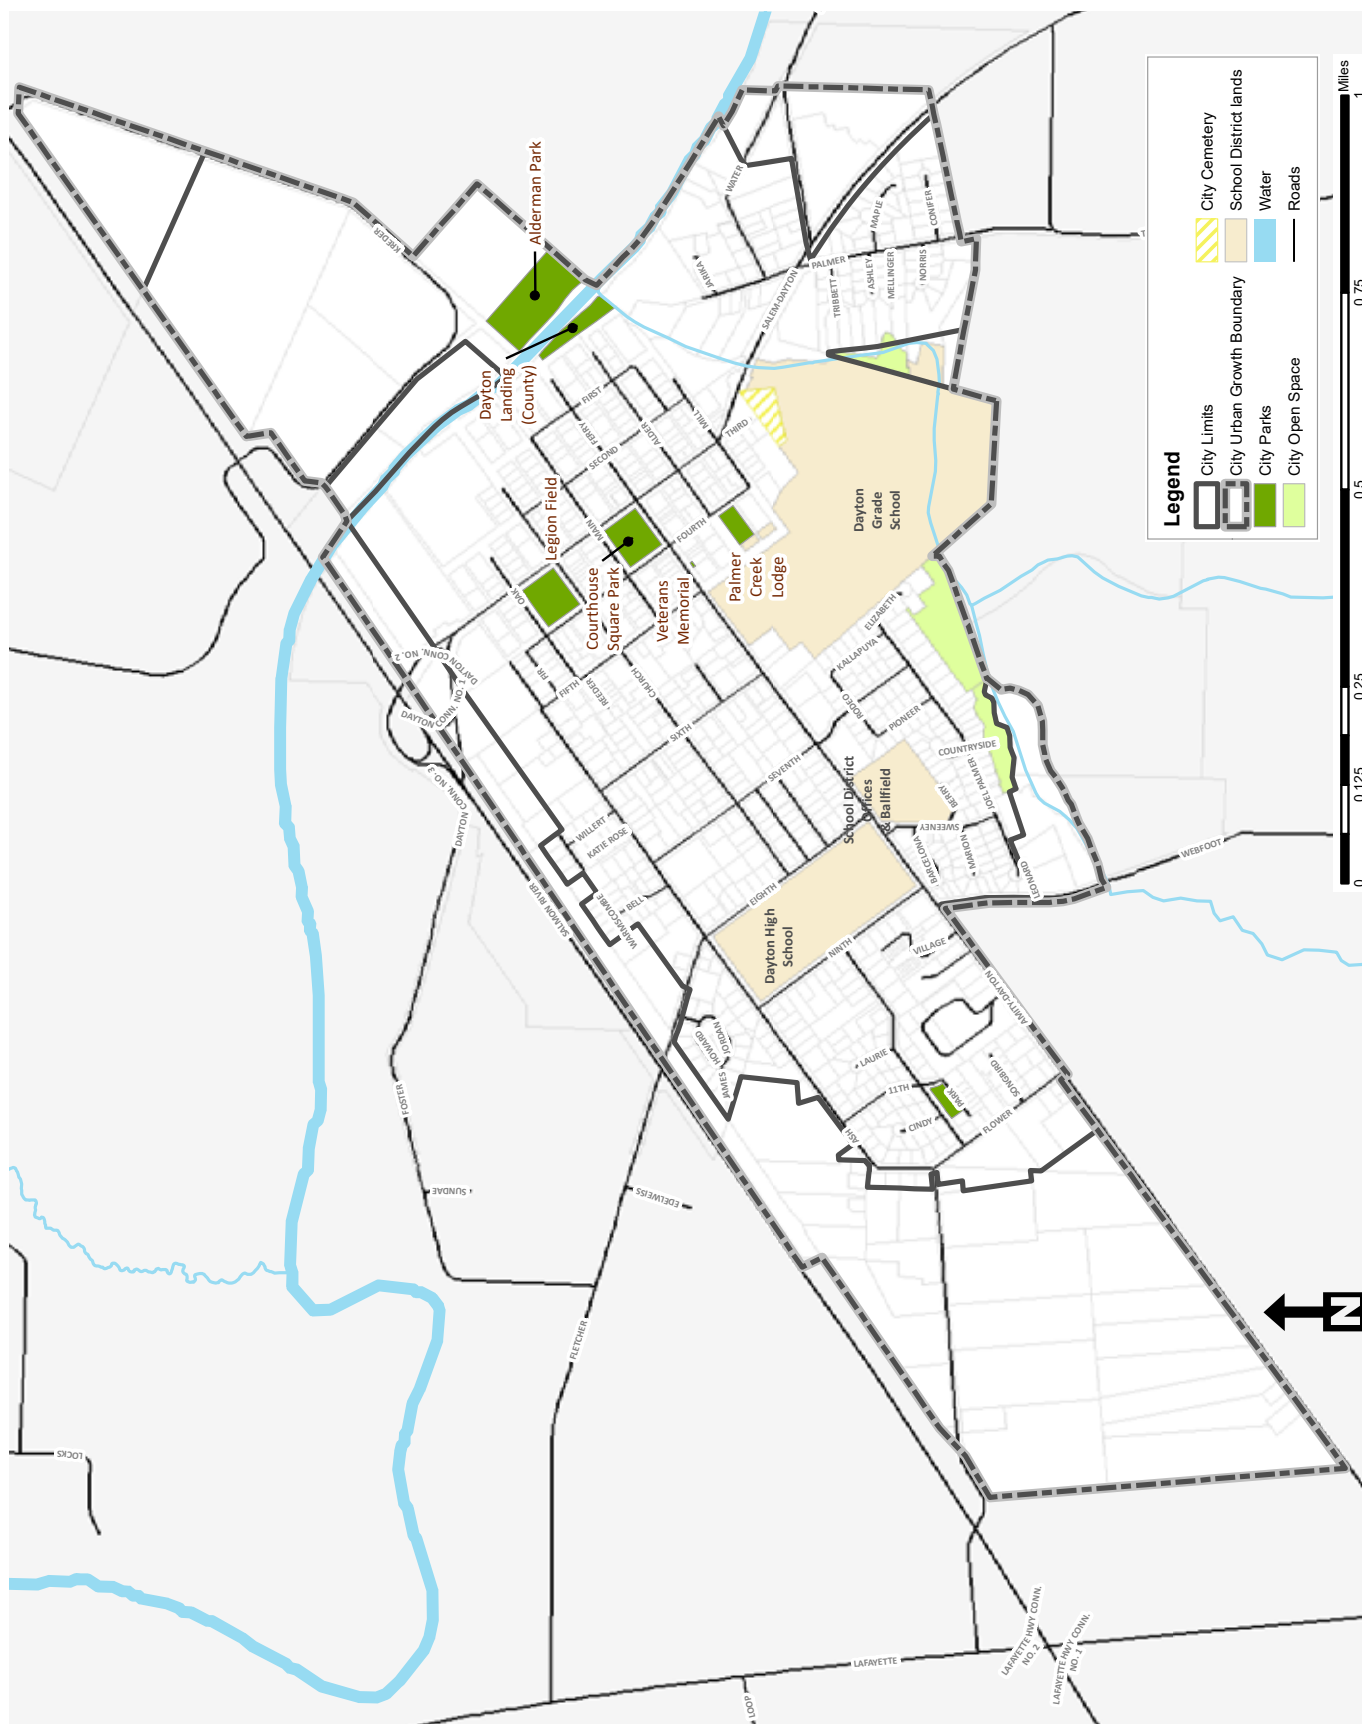 Alderman Park
Dayton
Landing
(County)
Legion Field
Courthouse
Square Park
Veterans
Memorial
Palmer
Creek
Lodge
Dayton
Grade
School
School District
Offices
& Ballfield
Dayton High
School
KREDER
WATER
JARIKA
PALMER
SALEM-DAYTON
TRIBBETT
ASHLEY
MELLINGER
NORRIS
MAPLE
CONIFER
FIRST
FERRY
SECOND
ALDER
MILL
THIRD
MAIN
FOURTH
OAK
FIR
FIFTH
REEDER
CHURCH
SIXTH
SEVENTH
ELIZABETH
KALLAPUYA
RODEO
PIONEER
COUNTRYSIDE
JOEL PALMER
BERRY
SWEENEY
MARION
BARCELONA
LEONARD
WEBFOOT
DAYTON CONN. NO. 2
DAYTON CONN. NO. 1
DAYTON CONN. NO. 3
WILLERT
KATIE ROSE
BELL
WARMSCOMBE
SALMON RIVER
EIGHTH
NINTH
VILLAGE
AMITY-DAYTON
HOWARD
JORDAN
JAMES
LAURIE
11TH
CINDY
PARK
SONGBIRD
FLOWER
ASH
FOSTER
SUNDAE
EDELWEISS
FLETCHER
LOCKS
LAFAYETTE
LOOP
LAFAYETTE HWY CONN.
NO. 2
LAFAYETTE HWY CONN.
NO. 1
Legend
City Limits
City Urban Growth Boundary
City Parks
City Open Space
City Cemetery
School District lands
Water
Roads
0 0.125 0.25 0.5 0.75 1
Miles
N